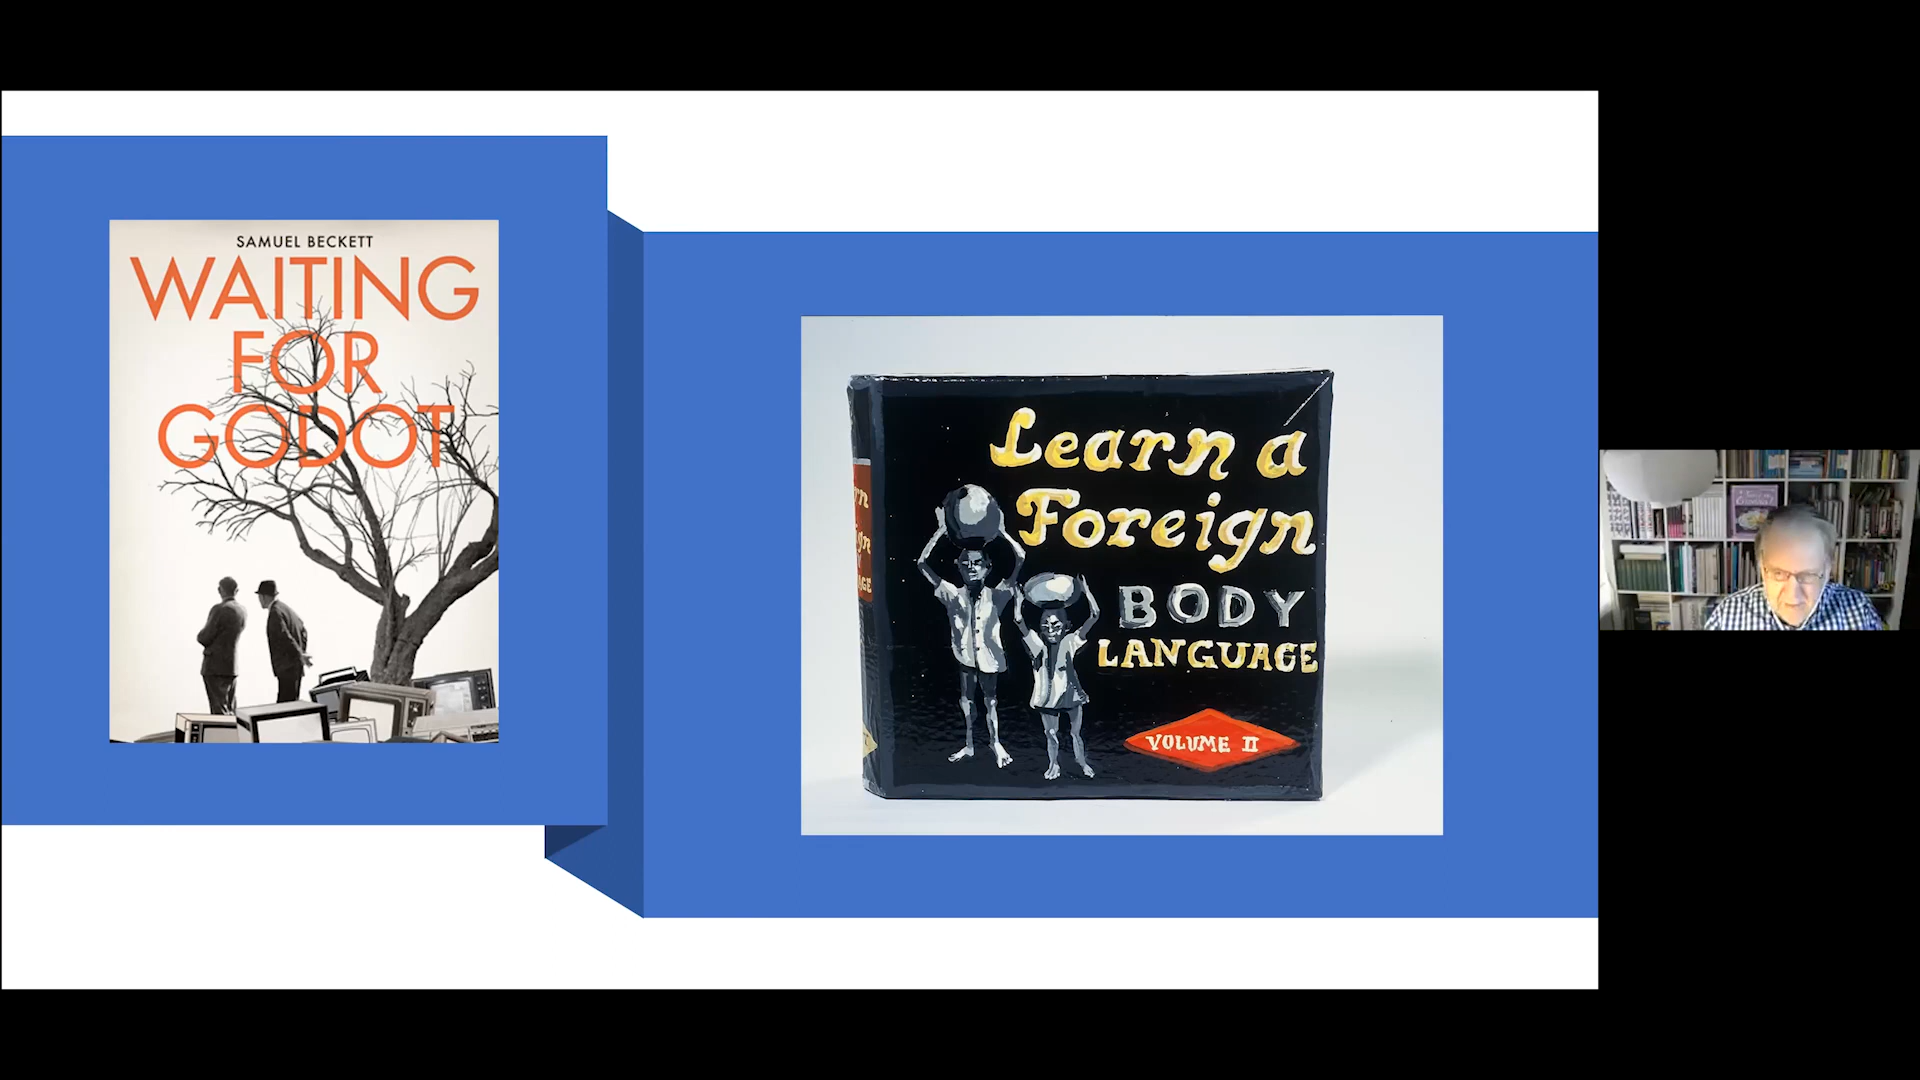 SAMUEL BECKETT
WAITING
FOR
GODOT
Learn a
Foreign
BODY
LANGUAGE
VOLUME II